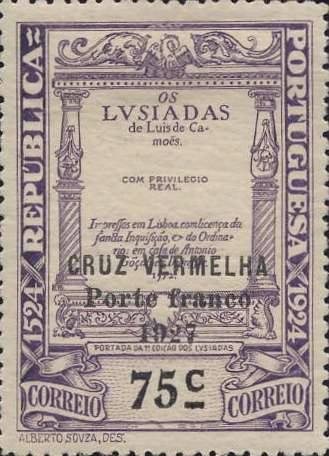 REPUBLICA
PORTUGUESA
1524
1924
OS
LVSIADAS
de Luis de Ca-
moẽs.
COM PRIVILEGIO
REAL.
Impressos em Lisboa, com licença da
sancta Inquisição, & do Ordina-
rio: em casa de Antonio
CRUZ VERMELHA
Porte franco
1927
PORTADA DA 1ª EDIÇÃO DOS LVSIADAS
CORREIO
75c
CORREIO
ALBERTO SOVZA, DES.